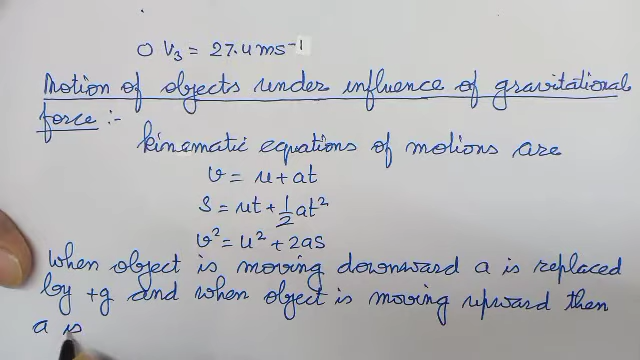 O V₃ = 27.4 ms⁻¹
Motion of objects under influence of gravitational
force :-
kinematic equations of motions are
v = u + at
S = ut + 1/2 at²
v² = u² + 2as
When object is moving downward a is replaced
by +g and when object is moving upward then
a is